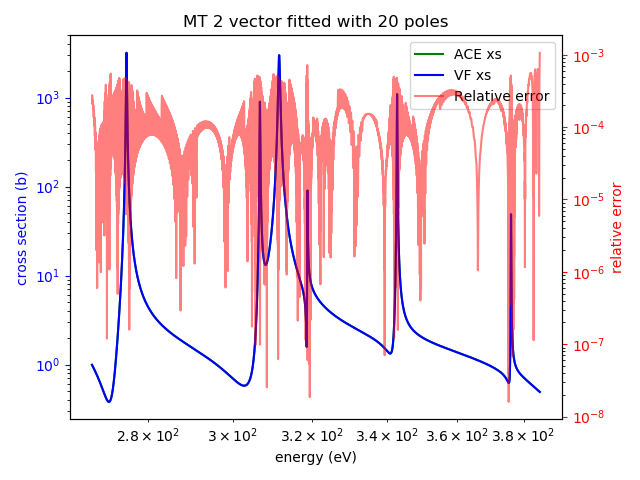 MT 2 vector fitted with 20 poles
ACE xs
VF xs
Relative error
cross section (b)
10³
10²
10¹
10⁰
10⁻³
10⁻⁴
10⁻⁵
10⁻⁶
10⁻⁷
10⁻⁸
relative error
2.8 × 10² 3 × 10² 3.2 × 10² 3.4 × 10² 3.6 × 10² 3.8 × 10²
energy (eV)